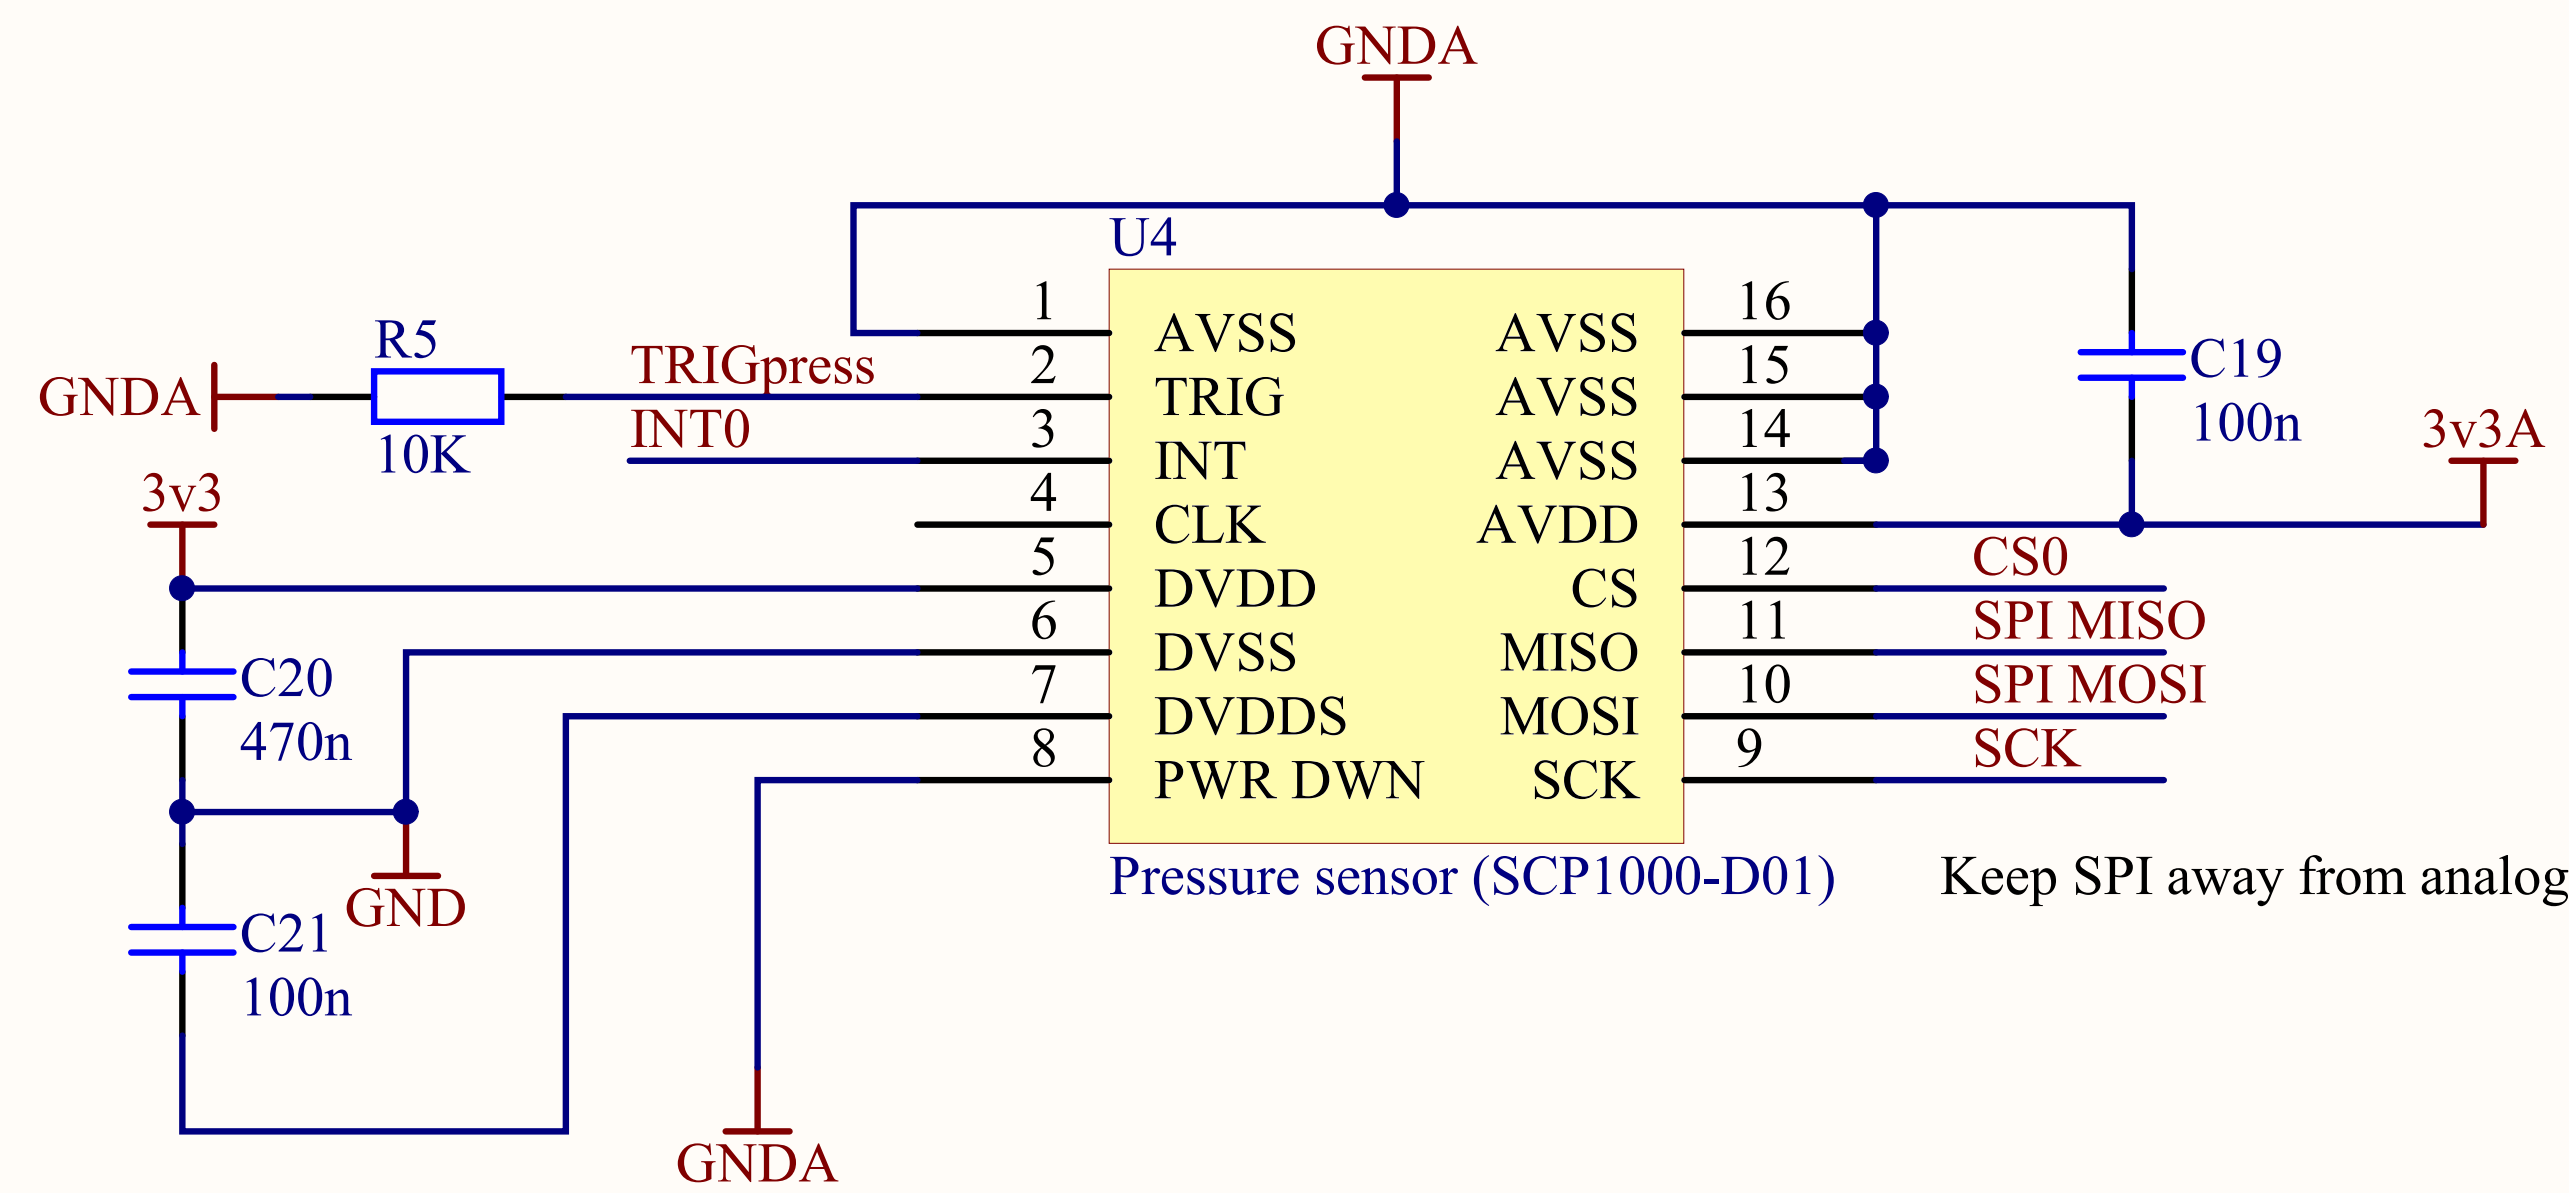 GNDA
U4
R5
10K
GNDA
TRIGpress
INT0
3v3
C20
470n
GND
C21
100n
GNDA
1 AVSS
2 TRIG
3 INT
4 CLK
5 DVDD
6 DVSS
7 DVDDS
8 PWR DWN
AVSS 16
AVSS 15
AVSS 14
AVDD 13
CS 12
MISO 11
MOSI 10
SCK 9
C19
100n
3v3A
CS0
SPI MISO
SPI MOSI
SCK
Pressure sensor (SCP1000-D01)
Keep SPI away from analog